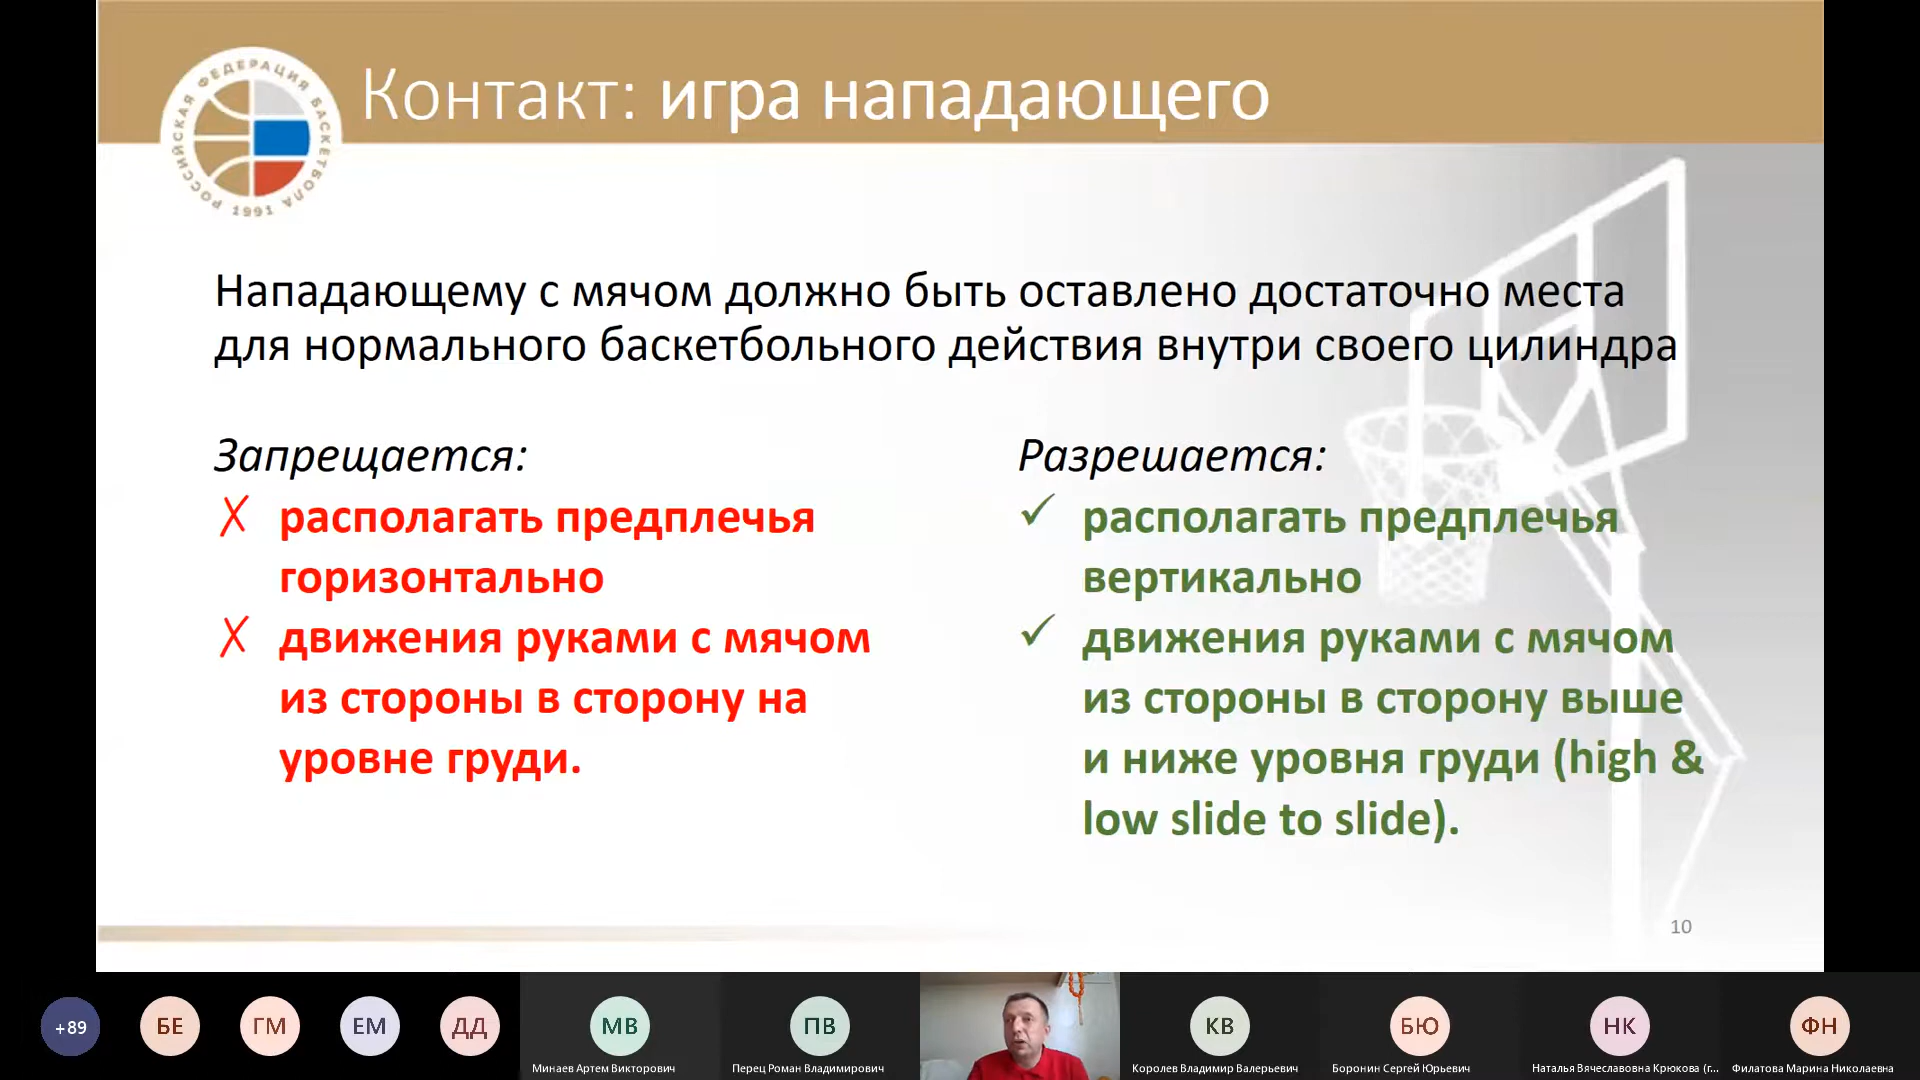 Контакт: игра нападающего
РОССИЙСКАЯ ФЕДЕРАЦИЯ БАСКЕТБОЛА
1991
Нападающему с мячом должно быть оставлено достаточно места
для нормального баскетбольного действия внутри своего цилиндра
Запрещается:
✗ располагать предплечья
горизонтально
✗ движения руками с мячом
из стороны в сторону на
уровне груди.
Разрешается:
✓ располагать предплечья
вертикально
✓ движения руками с мячом
из стороны в сторону выше
и ниже уровня груди (high &
low slide to slide).
10
+89
БЕ
ГМ
ЕМ
ДД
МВ
Минаев Артем Викторович
ПВ
Перец Роман Владимирович
КВ
Королев Владимир Валерьевич
БЮ
Боронин Сергей Юрьевич
НК
Наталья Вячеславовна Крюкова (г...
ФН
Филатова Марина Николаевна